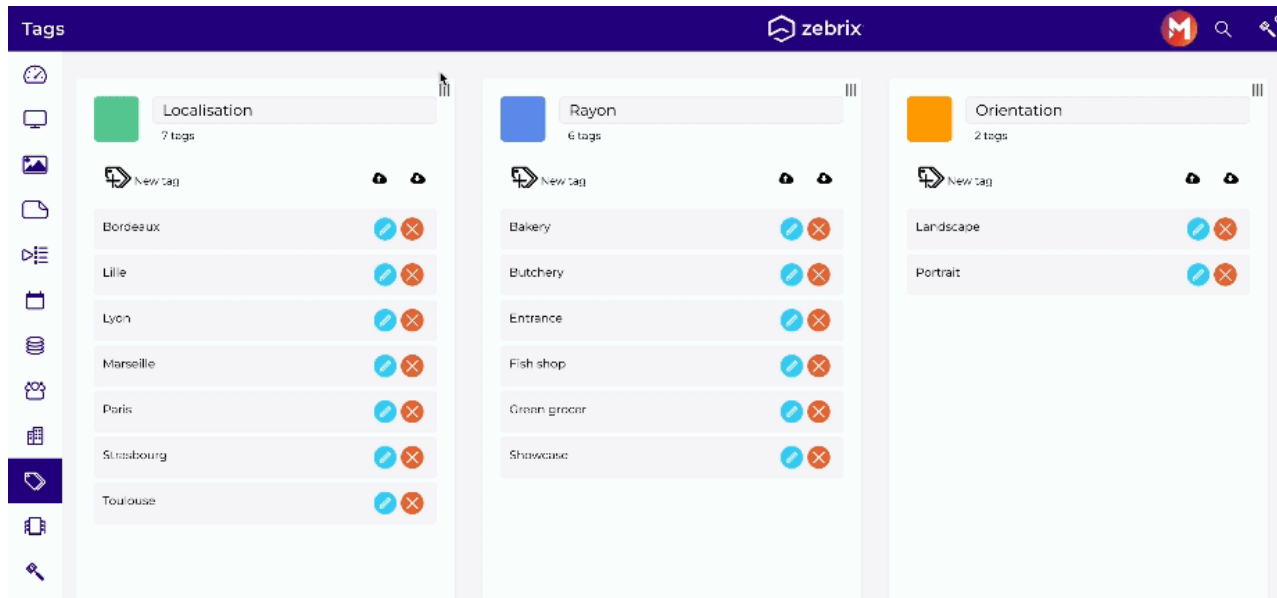 Tags
zebrix
Localisation
7 tags
New tag
Bordeaux
Lille
Lyon
Marseille
Paris
Strasbourg
Toulouse
Rayon
6 tags
New tag
Bakery
Butchery
Entrance
Fish shop
Green grocer
Showcase
Orientation
2 tags
New tag
Landscape
Portrait